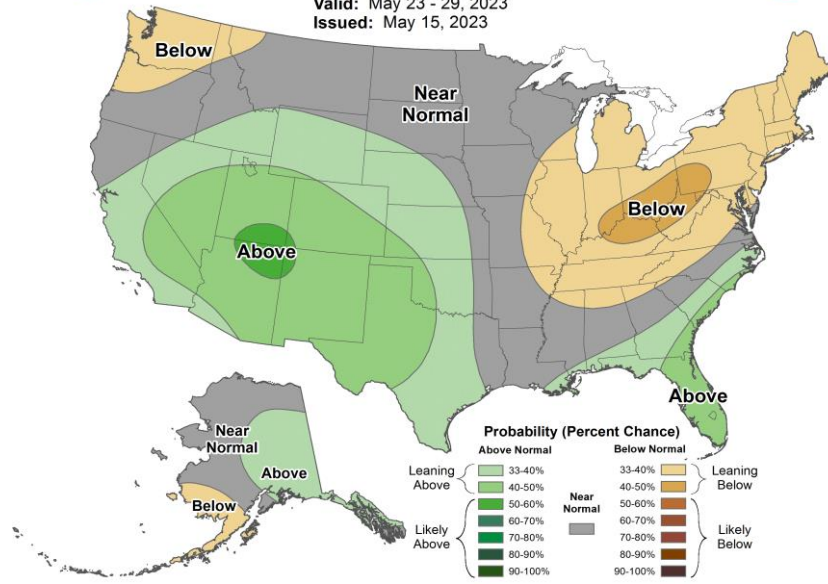 Valid: May 23 - 29, 2023
Issued: May 15, 2023
Below
Near
Normal
Below
Above
Above
Near
Normal
Above
Below
Probability (Percent Chance)
Above Normal
Below Normal
Leaning
Above
33-40%
40-50%
Likely
Above
50-60%
60-70%
70-80%
80-90%
90-100%
Near
Normal
33-40%
40-50%
Leaning
Below
50-60%
60-70%
70-80%
80-90%
90-100%
Likely
Below